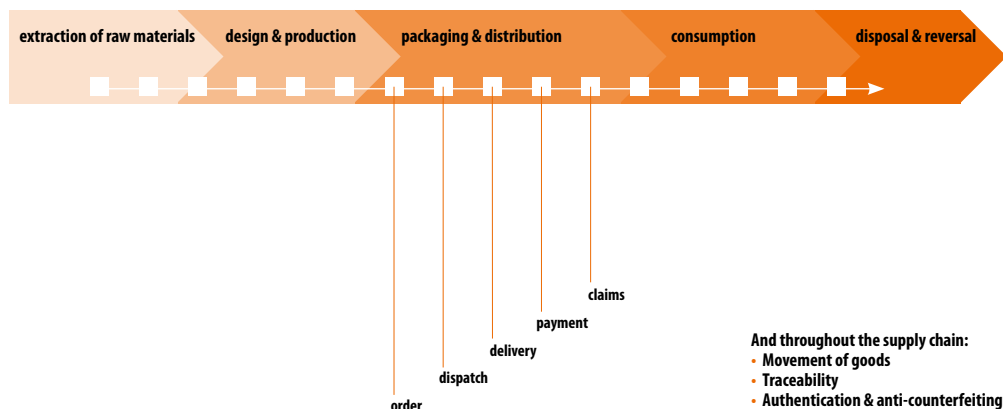 extraction of raw materials
design & production
packaging & distribution
consumption
disposal & reversal
claims
payment
delivery
dispatch
order
And throughout the supply chain:
• Movement of goods
• Traceability
• Authentication & anti-counterfeiting